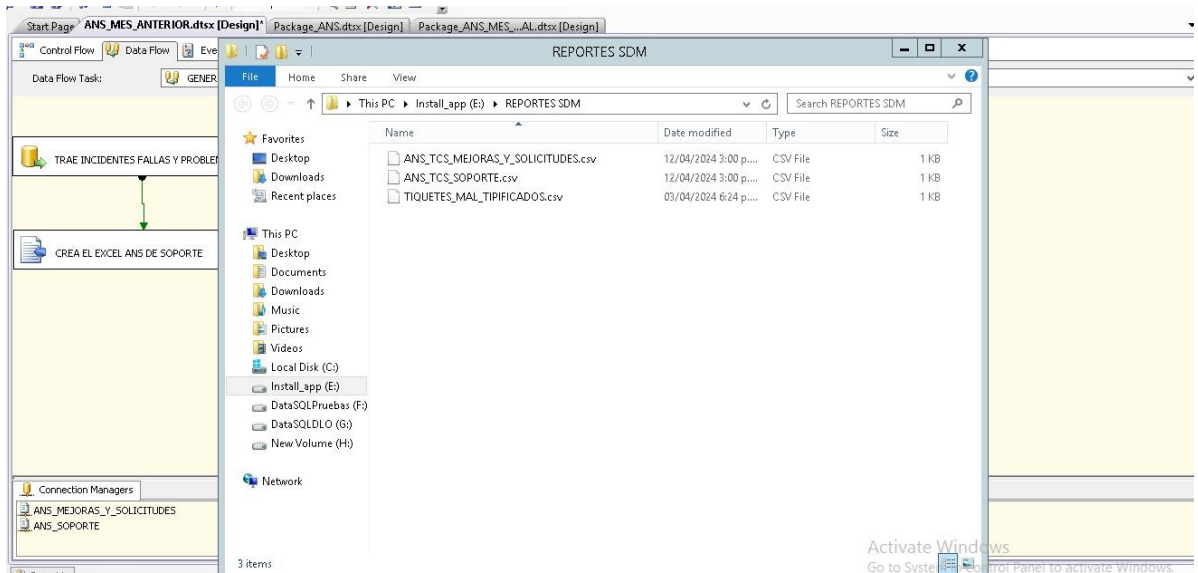 Start Page ANS_MES_ANTERIOR.dtsx [Design]* Package_ANS.dtsx [Design] Package_ANS_MES_...AL.dtsx [Design]
Control Flow Data Flow Eve
REPORTES SDM
Data Flow Task: GENER
File Home Share View
This PC Install_app (E:) REPORTES SDM Search REPORTES SDM
Name Date modified Type Size
Favorites
Desktop
Downloads
Recent places
This PC
Desktop
Documents
Downloads
Music
Pictures
Videos
Local Disk (C:)
Install_app (E:)
DataSQLPruebas (F:)
DataSQLDLO (G:)
New Volume (H:)
Network
ANS_TCS_MEJORAS_Y_SOLICITUDES.csv 12/04/2024 3:00 p.... CSV File 1 KB
ANS_TCS_SOPORTE.csv 12/04/2024 3:00 p.... CSV File 1 KB
TIQUETES_MAL_TIPIFICADOS.csv 03/04/2024 6:24 p.... CSV File 1 KB
TRAE INCIDENTES FALLAS Y PROBLE
CREA EL EXCEL ANS DE SOPORTE
Connection Managers
ANS_MEJORAS_Y_SOLICITUDES
ANS_SOPORTE
3 items
Activate Windows
Go to System Control Panel to activate Windows.